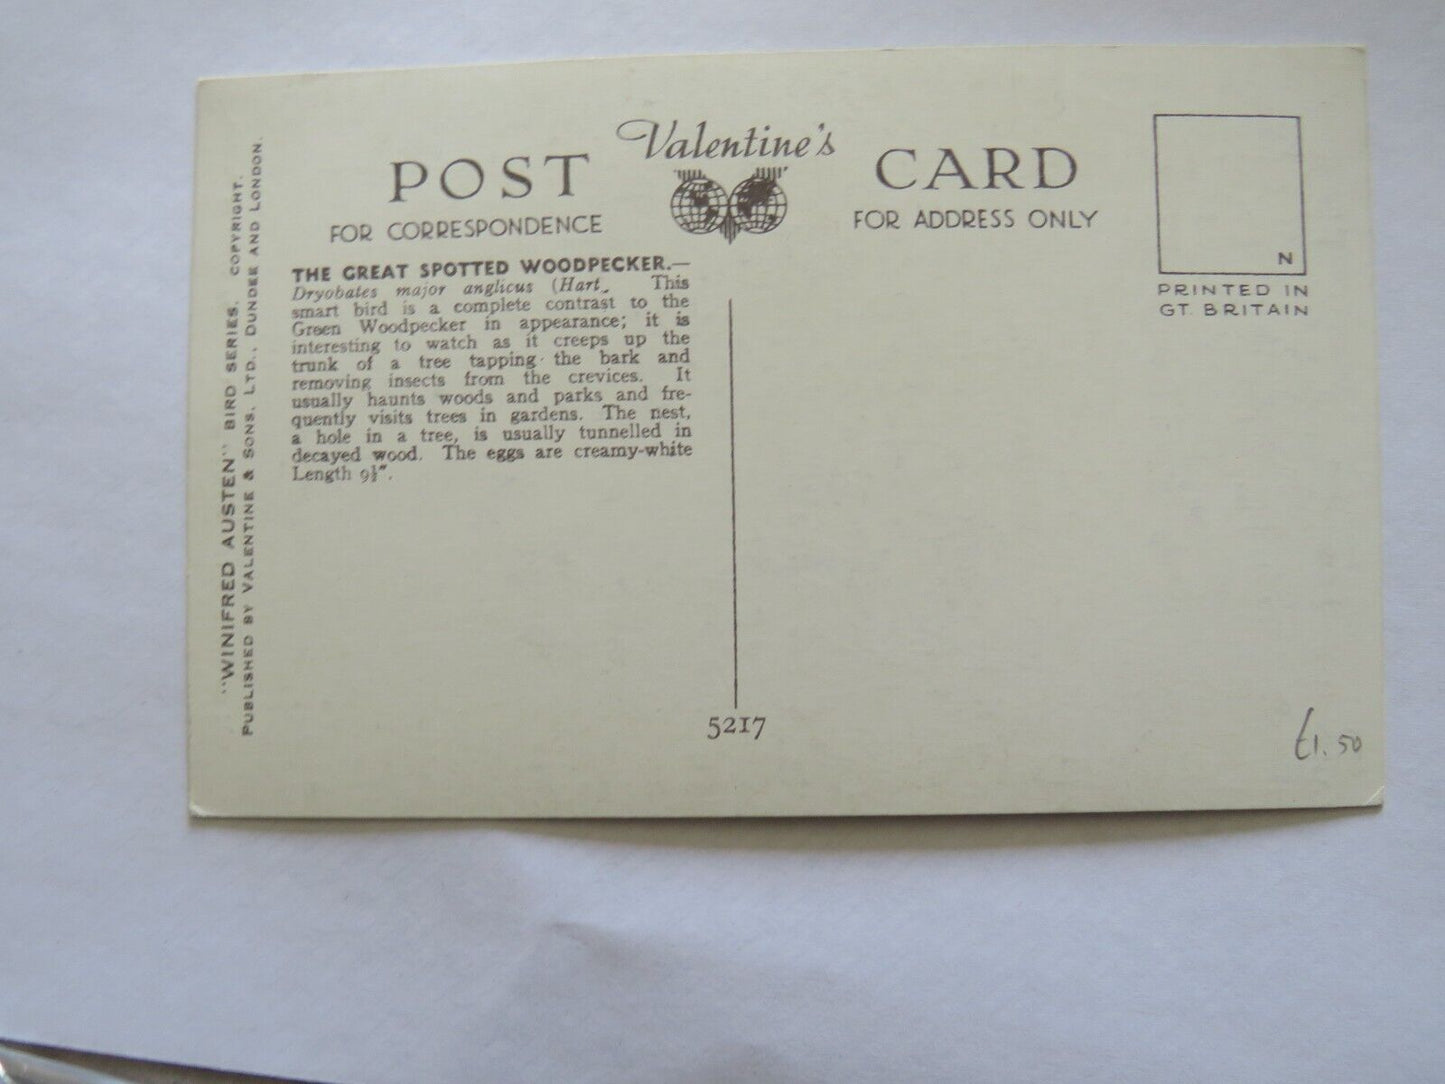 "WINIFRED AUSTEN" BIRD SERIES. COPYRIGHT.
PUBLISHED BY VALENTINE & SONS, LTD., DUNDEE AND LONDON.
Valentine's
POST CARD
FOR CORRESPONDENCE
FOR ADDRESS ONLY
N
PRINTED IN
GT. BRITAIN
THE GREAT SPOTTED WOODPECKER.—
Dryobates major anglicus (Hart. This
smart bird is a complete contrast to the
Green Woodpecker in appearance; it is
interesting to watch as it creeps up the
trunk of a tree tapping the bark and
removing insects from the crevices. It
usually haunts woods and parks and fre-
quently visits trees in gardens. The nest,
a hole in a tree, is usually tunnelled in
decayed wood. The eggs are creamy-white
Length
5217
£1.50